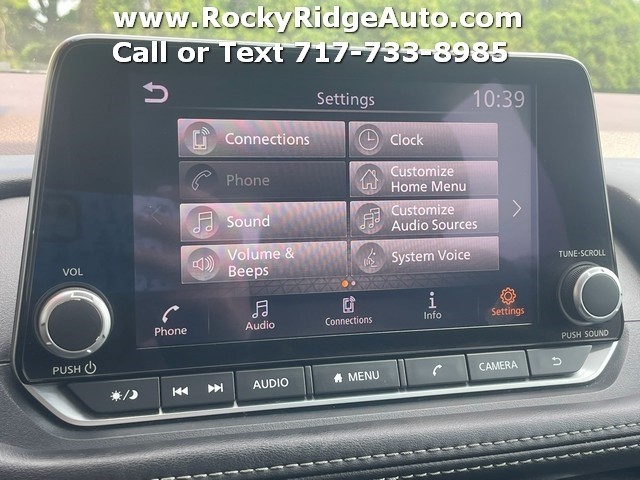 www.RockyRidgeAuto.com
Call or Text 717-733-8985
Settings
10:39
Connections
Clock
Phone
Customize
Home Menu
Sound
Customize
Audio Sources
Volume &
Beeps
System Voice
Phone
Audio
Connections
Info
Settings
VOL
PUSH
TUNE•SCROLL
PUSH SOUND
AUDIO
MENU
CAMERA